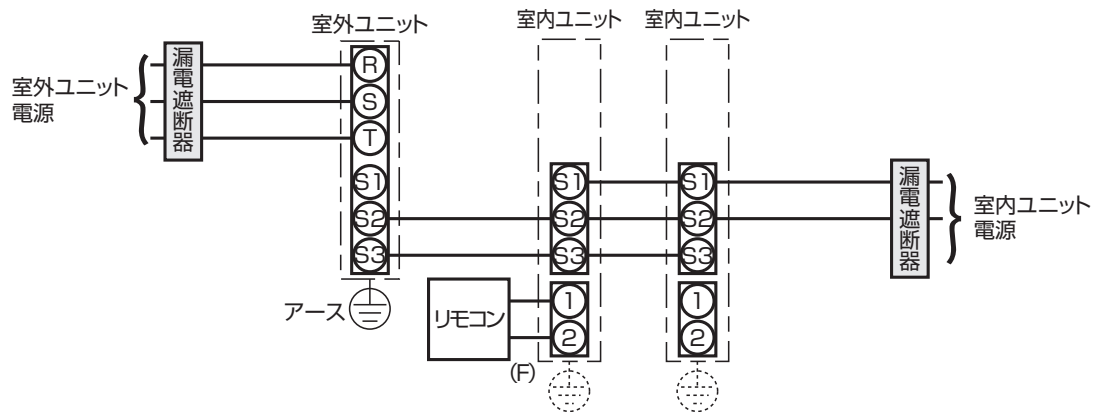 室外ユニット
室内ユニット
室内ユニット
室外ユニット
電源
漏電遮断器
R
S
T
S1
S2
S3
アース
リモコン
(F)
S1
S2
S3
1
2
S1
S2
S3
1
2
漏電遮断器
室内ユニット
電源